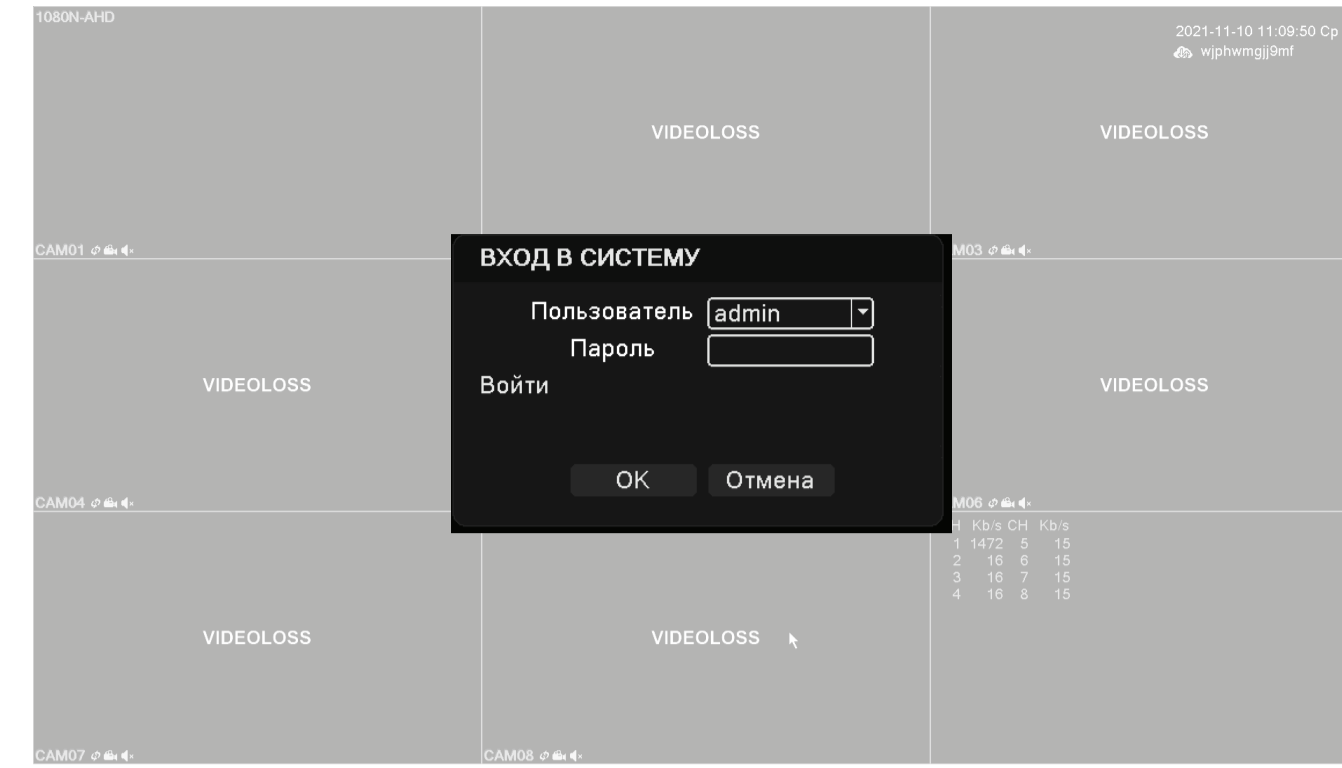 1080N-AHD
2021-11-10 11:09:50 Ср
wjphwmgjj9mf
VIDEOLOSS
VIDEOLOSS
CAM01
M03
ВХОД В СИСТЕМУ
Пользователь admin
Пароль
Войти
OK Отмена
VIDEOLOSS
VIDEOLOSS
CAM04
M06
H Kb/s CH Kb/s
1 1472 5 15
2 16 6 15
3 16 7 15
4 16 8 15
VIDEOLOSS
VIDEOLOSS
CAM07
CAM08